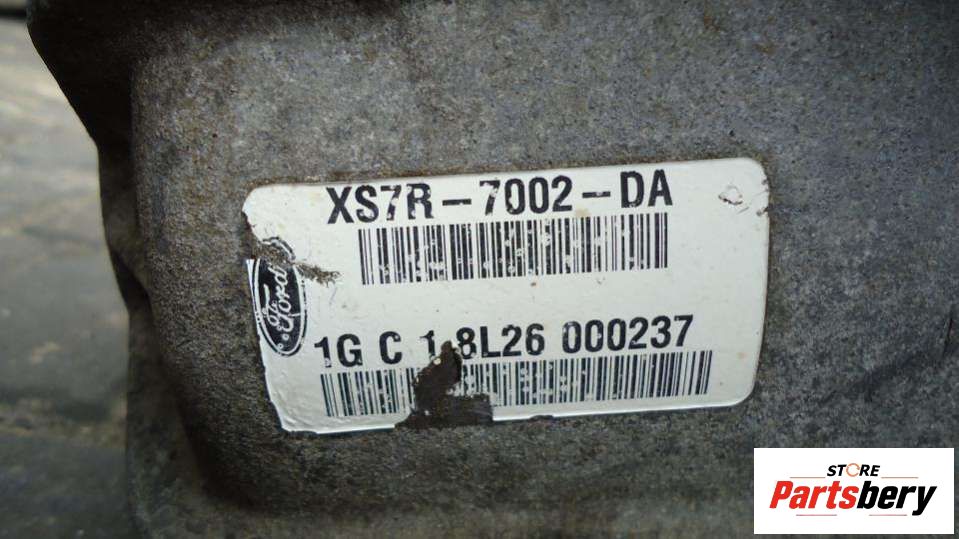 XS7R-7002-DA
Ford
1G C 1.8L26 000237
STORE
Partsbery